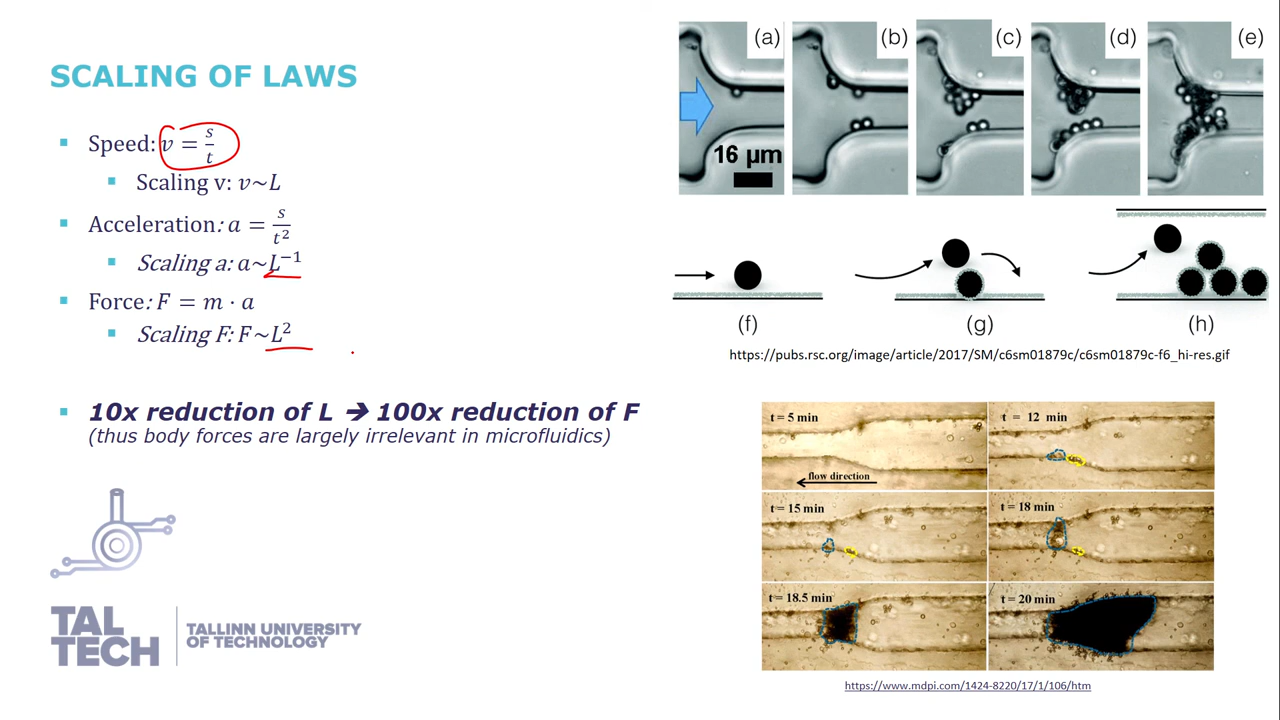 SCALING OF LAWS
Speed: v = s/t
Scaling v: v~L
Acceleration: a = s/t²
Scaling a: a~L⁻¹
Force: F = m · a
Scaling F: F~L²
10x reduction of L → 100x reduction of F
(thus body forces are largely irrelevant in microfluidics)
TAL
TECH
TALLINN UNIVERSITY
OF TECHNOLOGY
(a) (b) (c) (d) (e)
16 µm
(f) (g) (h)
https://pubs.rsc.org/image/article/2017/SM/c6sm01879c/c6sm01879c-f6_hi-res.gif
t = 5 min t = 12 min
flow direction
t = 15 min t = 18 min
t = 18.5 min t = 20 min
https://www.mdpi.com/1424-8220/17/1/106/htm